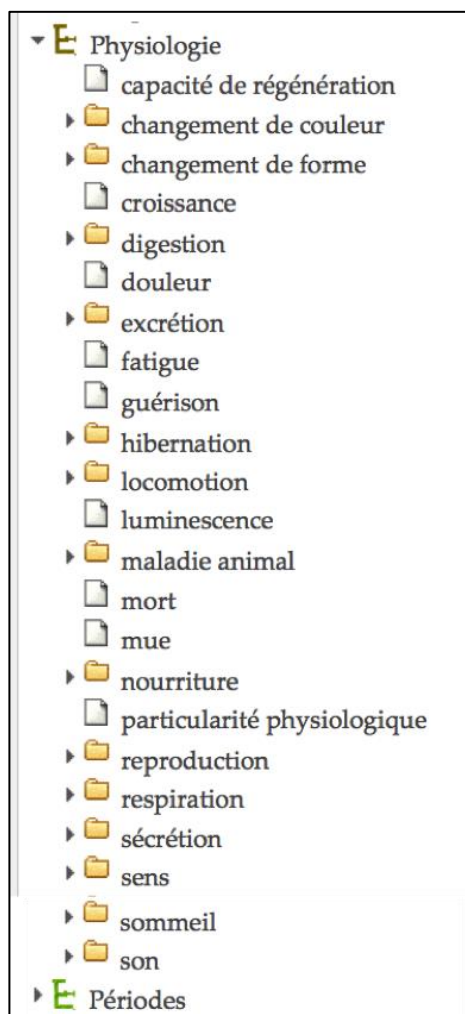 Physiologie
capacité de régénération
changement de couleur
changement de forme
croissance
digestion
douleur
excrétion
fatigue
guérison
hibernation
locomotion
luminescence
maladie animal
mort
mue
nourriture
particularité physiologique
reproduction
respiration
sécrétion
sens
sommeil
son
Périodes